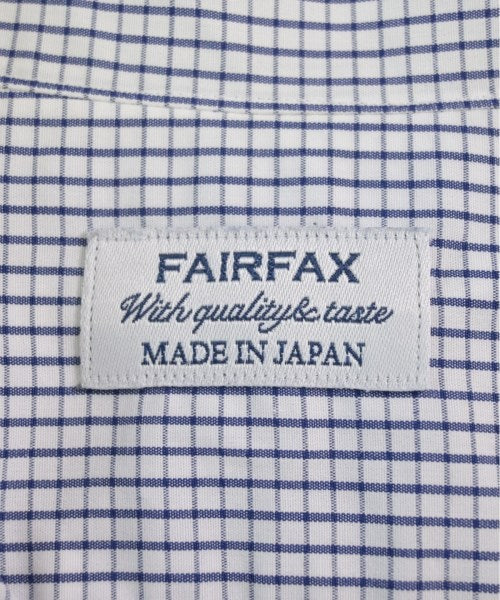 FAIRFAX
With quality & taste
MADE IN JAPAN